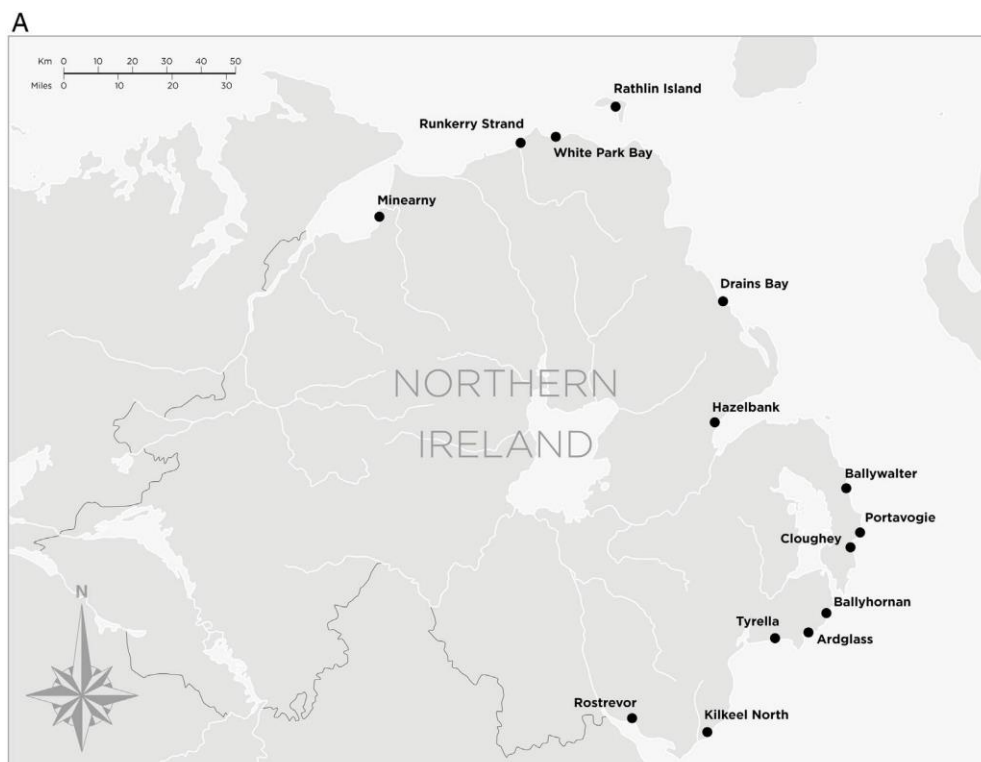 A
Km 0 10 20 30 40 50
Miles 0 10 20 30
Rathlin Island
Runkerry Strand
White Park Bay
Minearny
Drains Bay
NORTHERN
IRELAND
Hazelbank
Ballywalter
Portavogie
Cloughey
N
Ballyhornan
Tyrella
Ardglass
Rostrevor
Kilkeel North